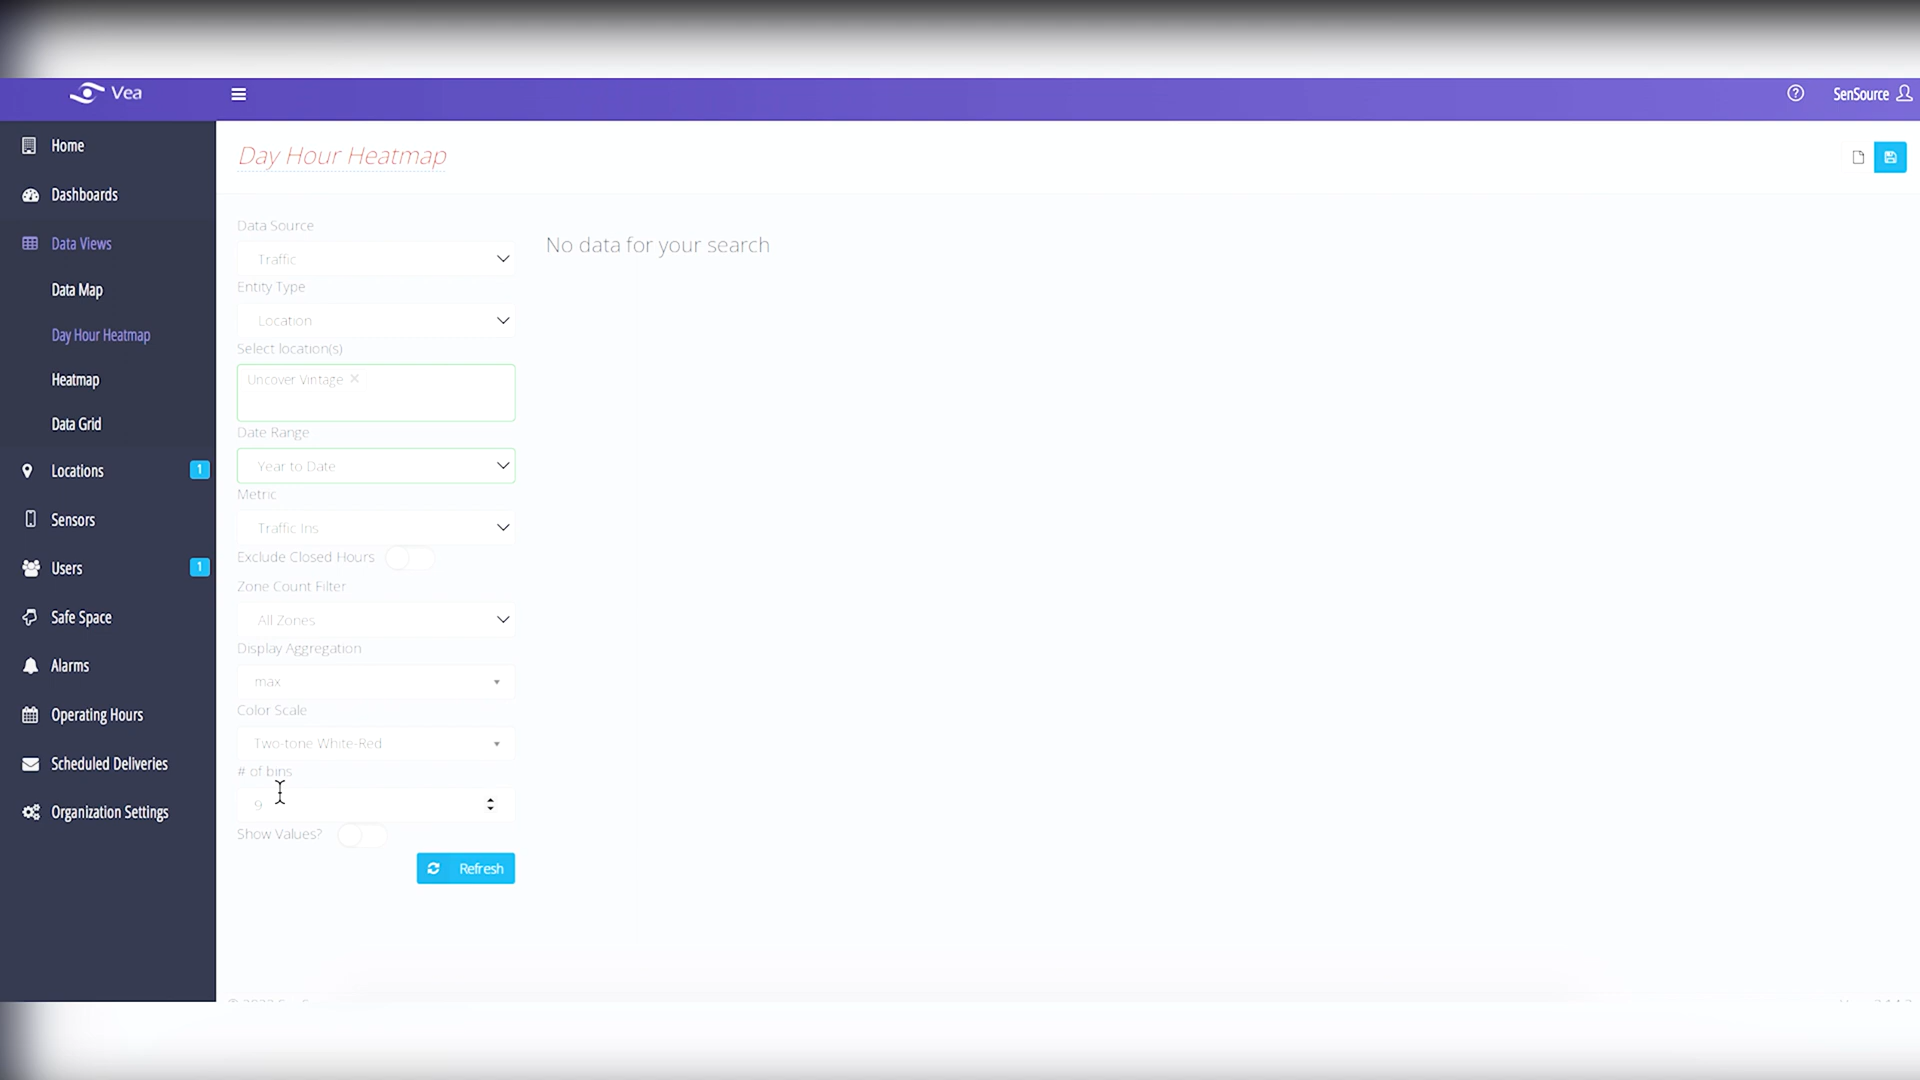 Vea
SenSource
Home
Dashboards
Data Views
Data Map
Day Hour Heatmap
Heatmap
Data Grid
Locations 1
Sensors
Users 1
Safe Space
Alarms
Operating Hours
Scheduled Deliveries
Organization Settings
Day Hour Heatmap
Data Source
Traffic
Entity Type
Location
Select location(s)
Uncover Vintage ×
Date Range
Year to Date
Metric
Traffic Ins
Exclude Closed Hours
Zone Count Filter
All Zones
Display Aggregation
max
Color Scale
Two-tone White-Red
# of bins
9
Show Values?
Refresh
No data for your search